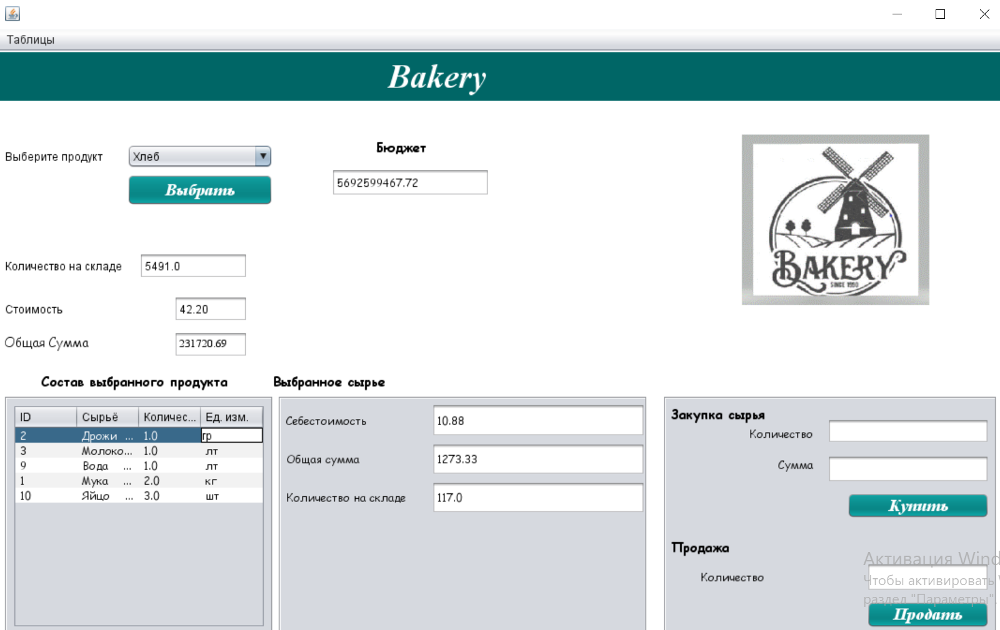 Таблицы
Bakery
Выберите продукт
Хлеб
Выбрать
Бюджет
5692599467.72
BAKERY
SINCE 1990
Количество на складе
5491.0
Стоимость
42.20
Общая Сумма
231720.69
Состав выбранного продукта
ID Сырьё Количес... Ед. изм.
2 Дрожи ... 1.0 гр
3 Молоко... 1.0 лт
9 Вода ... 1.0 лт
1 Мука ... 2.0 кг
10 Яйцо ... 3.0 шт
Выбранное сырье
Себестоимость 10.88
Общая сумма 1273.33
Количество на складе 117.0
Закупка сырья
Количество
Сумма
Купить
Продажа
Количество
Продать
Активация Wind
Чтобы активировать W
раздел "Параметры".